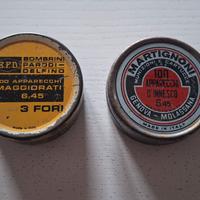 B.P.D.
BOMBRINI
PARODI-
DELFINO
100 APPARECCHI
MAGGIORATI
6,45
3 FORI
MARTIGNONI
100
APPARECCHI
D'INNESCO
6,45
GENOVA - MOLASSANA
MADE IN ITALY